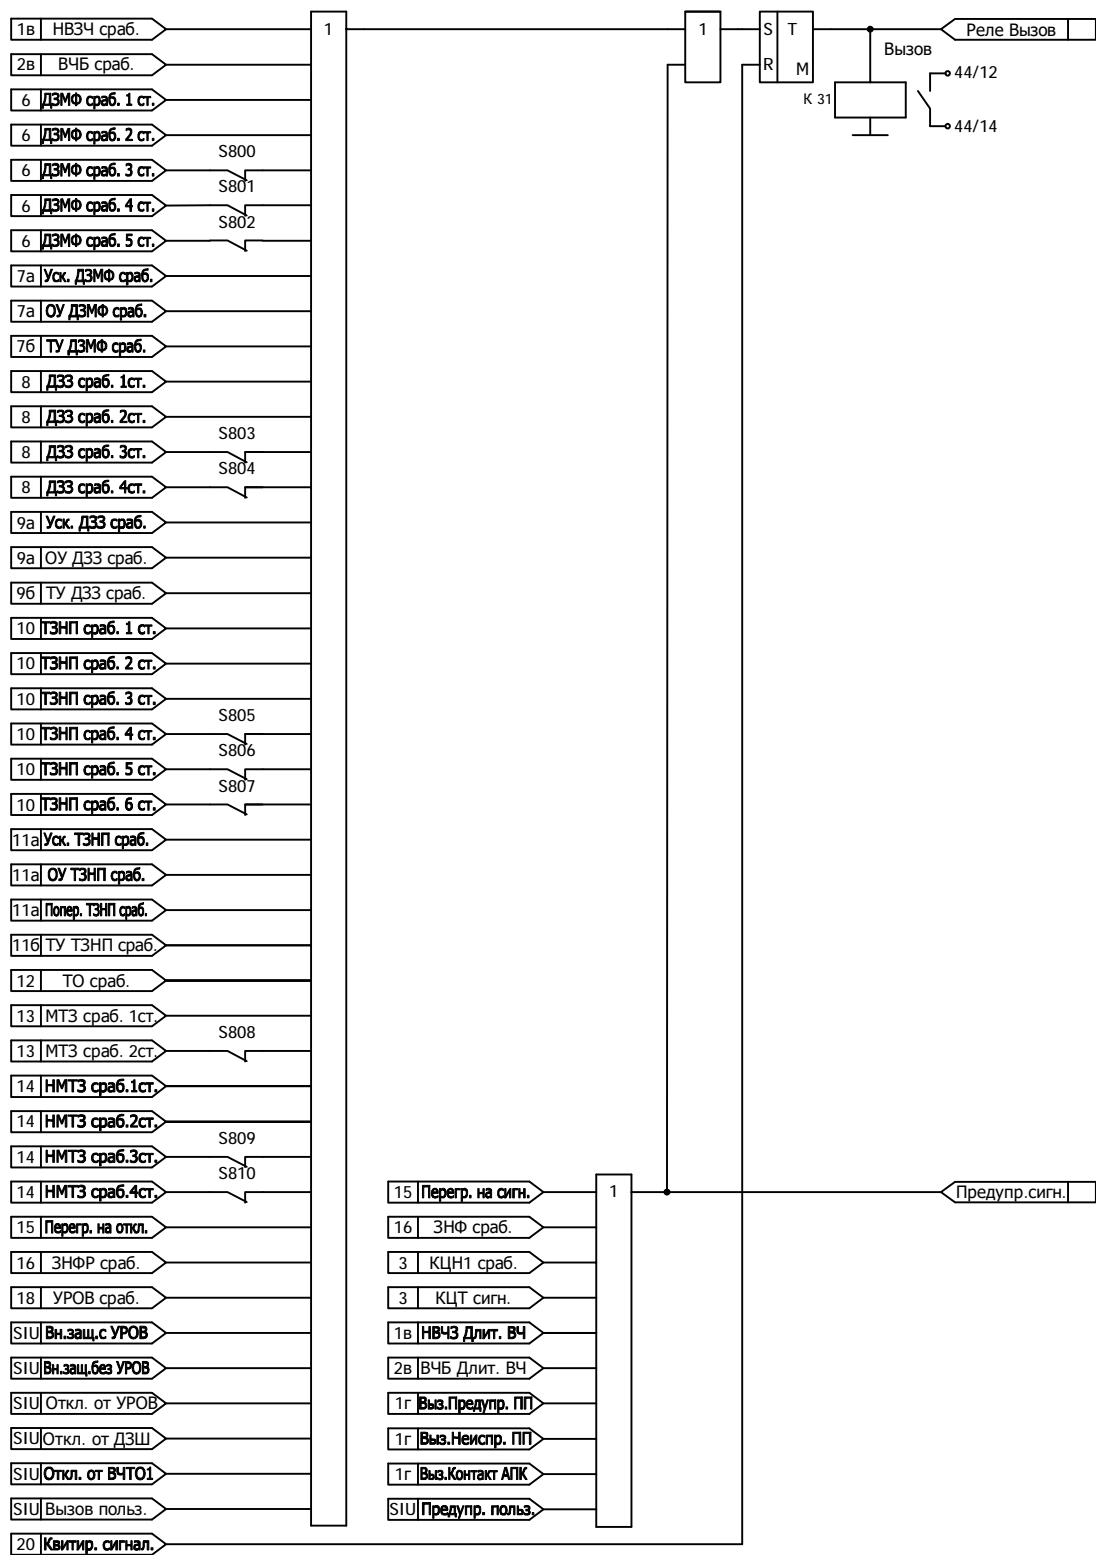 1в НВЗЧ сраб.
1
1
S Т
Реле Вызов
Вызов
2в ВЧБ сраб.
R М
44/12
6 ДЗМФ сраб. 1 ст.
К 31
44/14
6 ДЗМФ сраб. 2 ст.
S800
6 ДЗМФ сраб. 3 ст.
S801
6 ДЗМФ сраб. 4 ст.
S802
6 ДЗМФ сраб. 5 ст.
7а Уск. ДЗМФ сраб.
7а ОУ ДЗМФ сраб.
7б ТУ ДЗМФ сраб.
8 ДЗЗ сраб. 1ст.
8 ДЗЗ сраб. 2ст.
S803
8 ДЗЗ сраб. 3ст.
S804
8 ДЗЗ сраб. 4ст.
9а Уск. ДЗЗ сраб.
9а ОУ ДЗЗ сраб.
9б ТУ ДЗЗ сраб.
10 ТЗНП сраб. 1 ст.
10 ТЗНП сраб. 2 ст.
10 ТЗНП сраб. 3 ст.
S805
10 ТЗНП сраб. 4 ст.
S806
10 ТЗНП сраб. 5 ст.
S807
10 ТЗНП сраб. 6 ст.
11а Уск. ТЗНП сраб.
11а ОУ ТЗНП сраб.
11а Попер. ТЗНП сраб.
11б ТУ ТЗНП сраб.
12 ТО сраб.
13 МТЗ сраб. 1ст.
S808
13 МТЗ сраб. 2ст.
14 НМТЗ сраб.1ст.
14 НМТЗ сраб.2ст.
S809
14 НМТЗ сраб.3ст.
S810
14 НМТЗ сраб.4ст.
15 Перегр. на сигн.
1
Предупр.сигн.
15 Перегр. на откл.
16 ЗНФ сраб.
16 ЗНФР сраб.
3 КЦН1 сраб.
18 УРОВ сраб.
3 КЦТ сигн.
SIU Вн.защ.с УРОВ
1в НВЧЗ Длит. ВЧ
SIU Вн.защ.без УРОВ
2в ВЧБ Длит. ВЧ
SIU Откл. от УРОВ
1г Выз.Предупр. ПП
SIU Откл. от ДЗШ
1г Выз.Неиспр. ПП
SIU Откл. от ВЧТО1
1г Выз.Контакт АПК
SIU Вызов польз.
SIU Предупр. польз.
20 Квитир. сигнал.